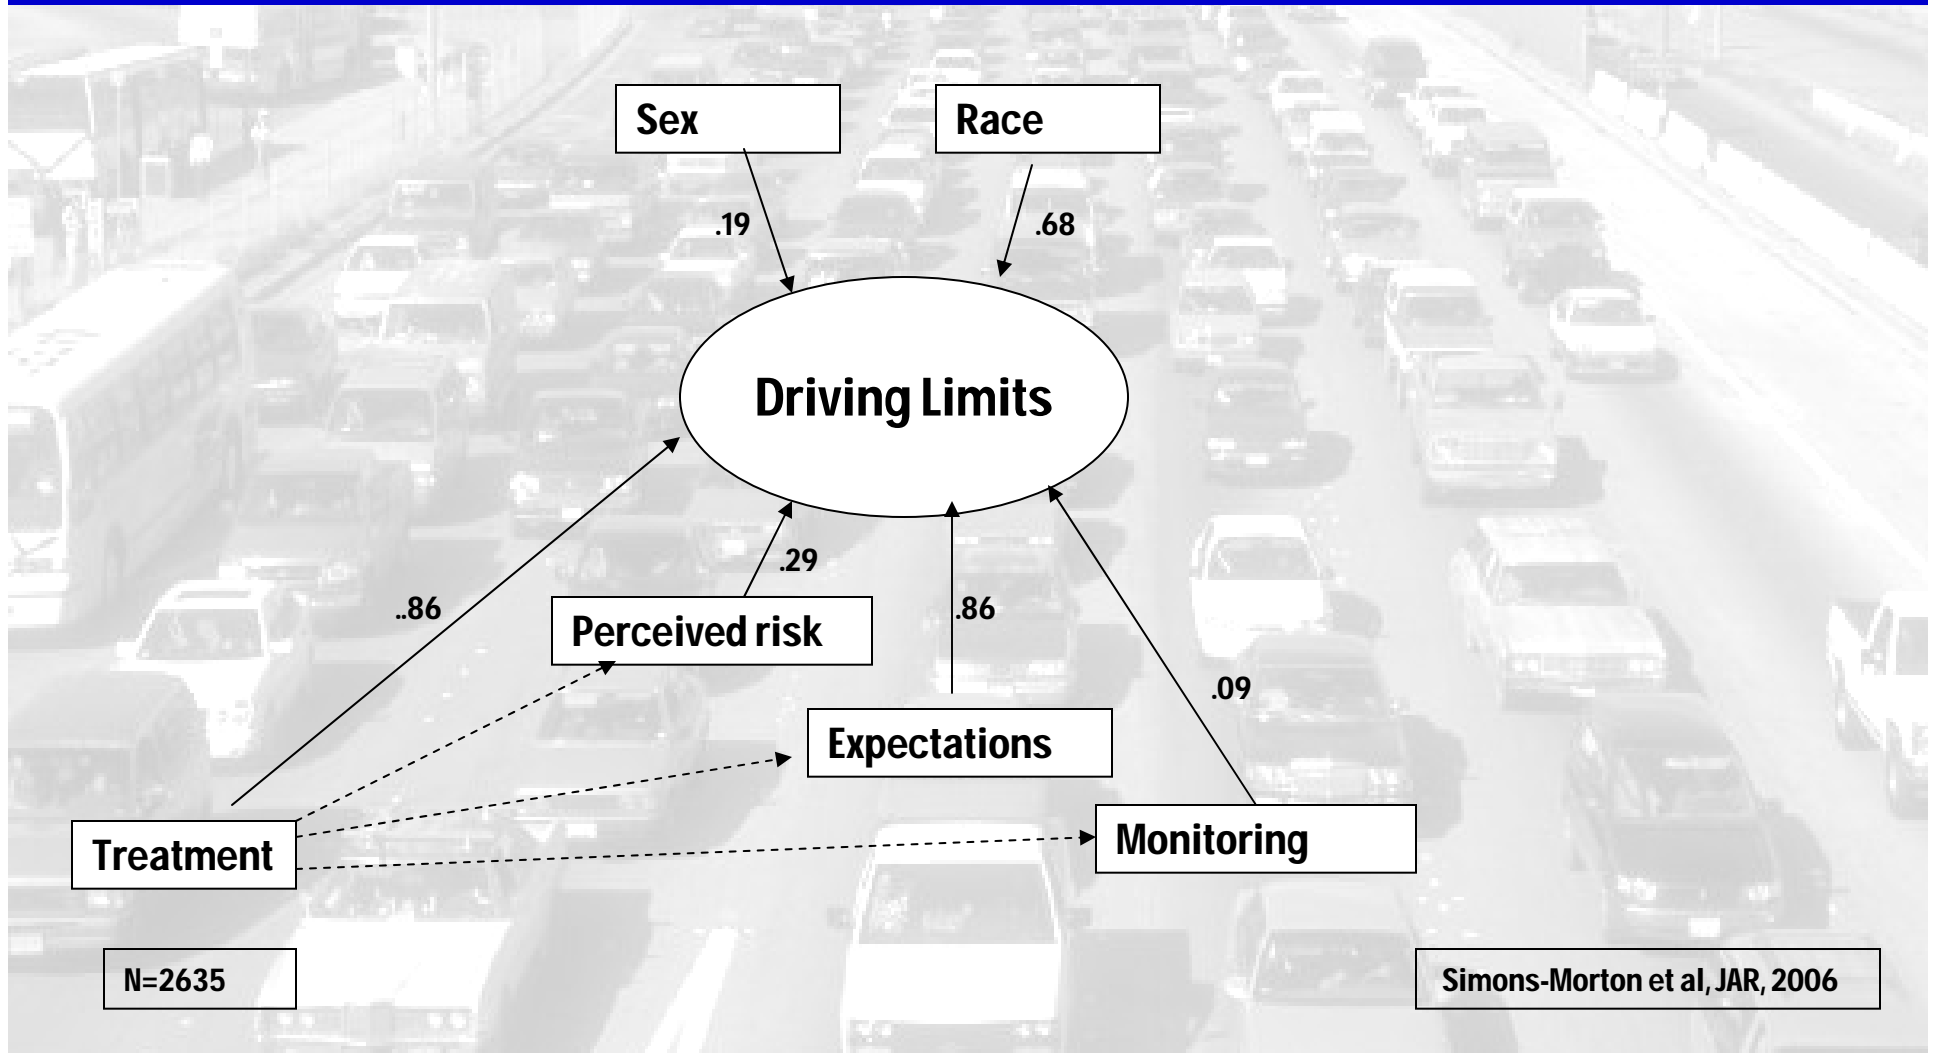 Sex
Race
.19
.68
Driving Limits
.29
..86
.86
Perceived risk
.09
Expectations
Monitoring
Treatment
N=2635
Simons-Morton et al, JAR, 2006